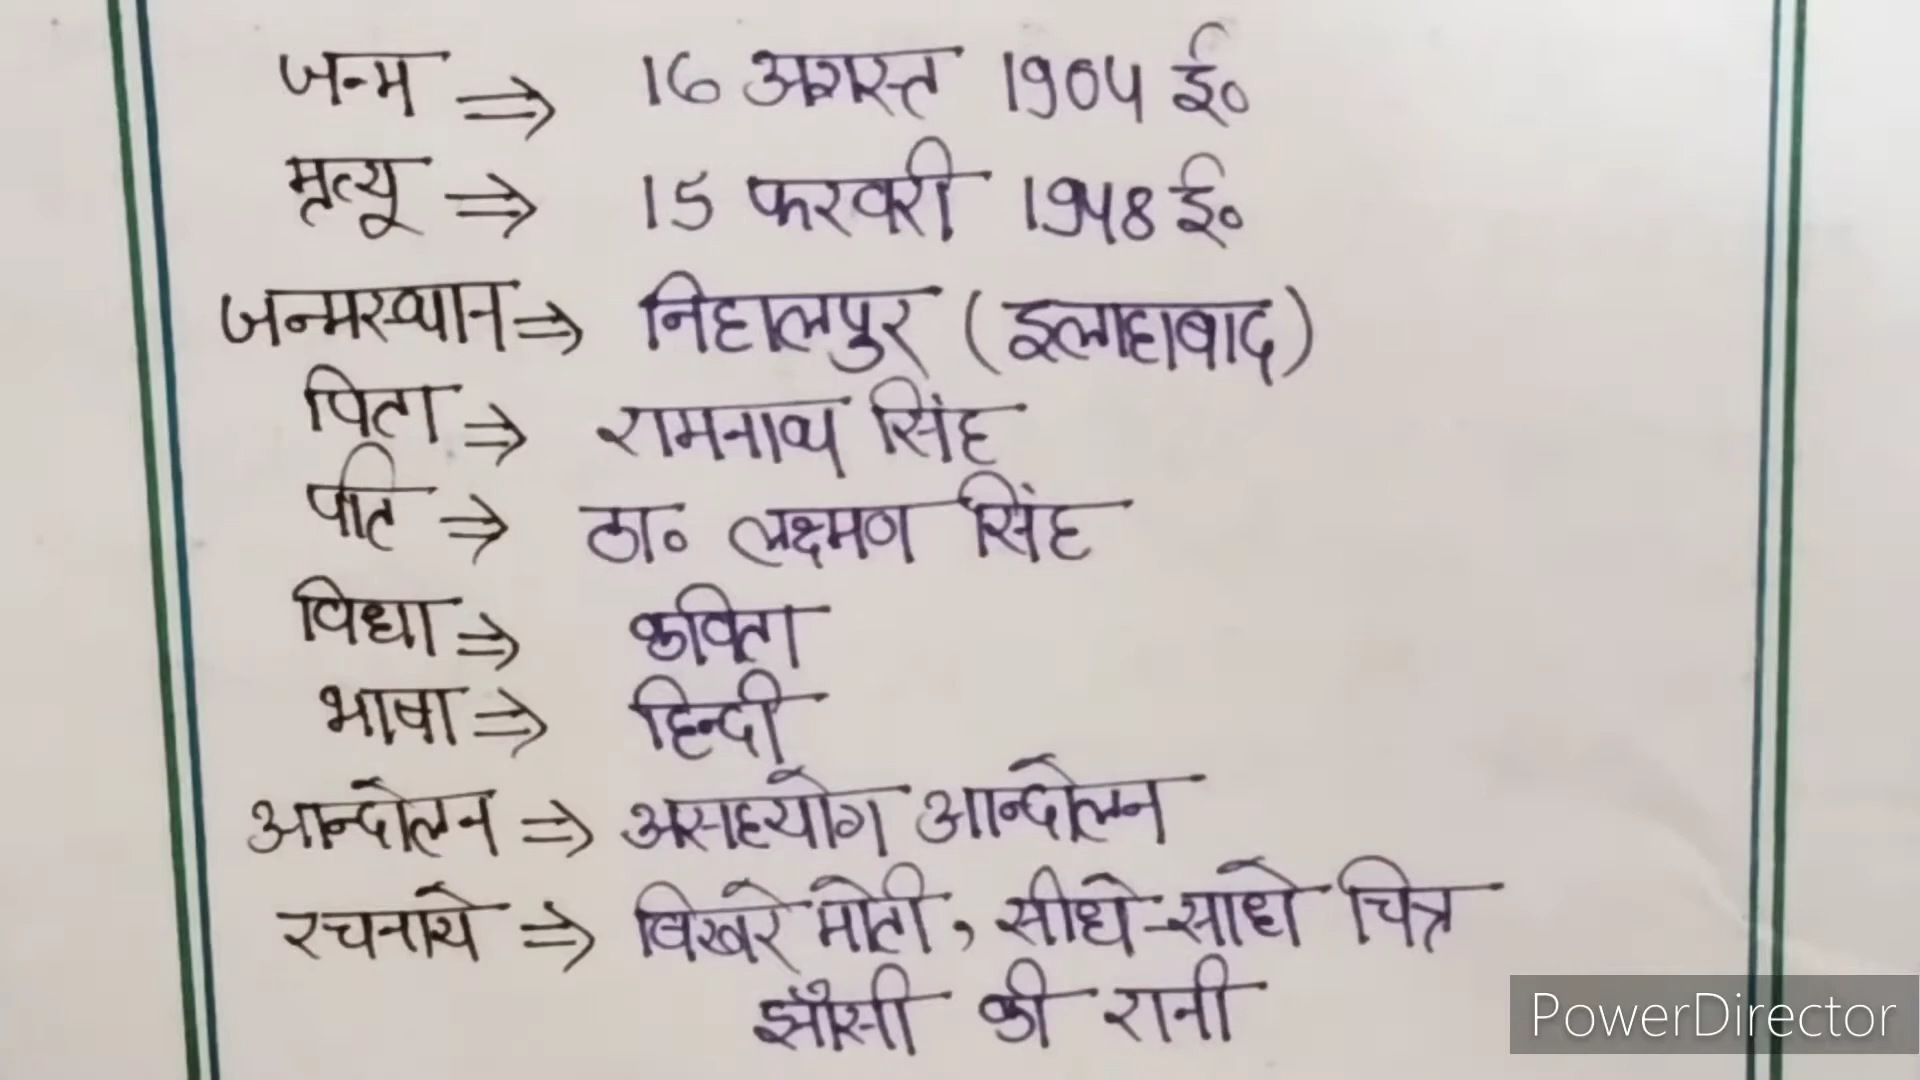 जन्म ⇒ 16 अगस्त 1904 ई०
मृत्यू ⇒ 15 फरवरी 1948 ई०
जन्मस्थान ⇒ निहालपुर (इलाहाबाद)
पिता ⇒ रामनाथ सिंह
पति ⇒ ठा० लक्ष्मण सिंह
विधा ⇒ कविता
भाषा ⇒ हिन्दी
आन्दोलन ⇒ असहयोग आन्दोलन
रचनाये ⇒ बिखरे मोती, सीधे-साधे चित्र
झाँसी की रानी
PowerDirector